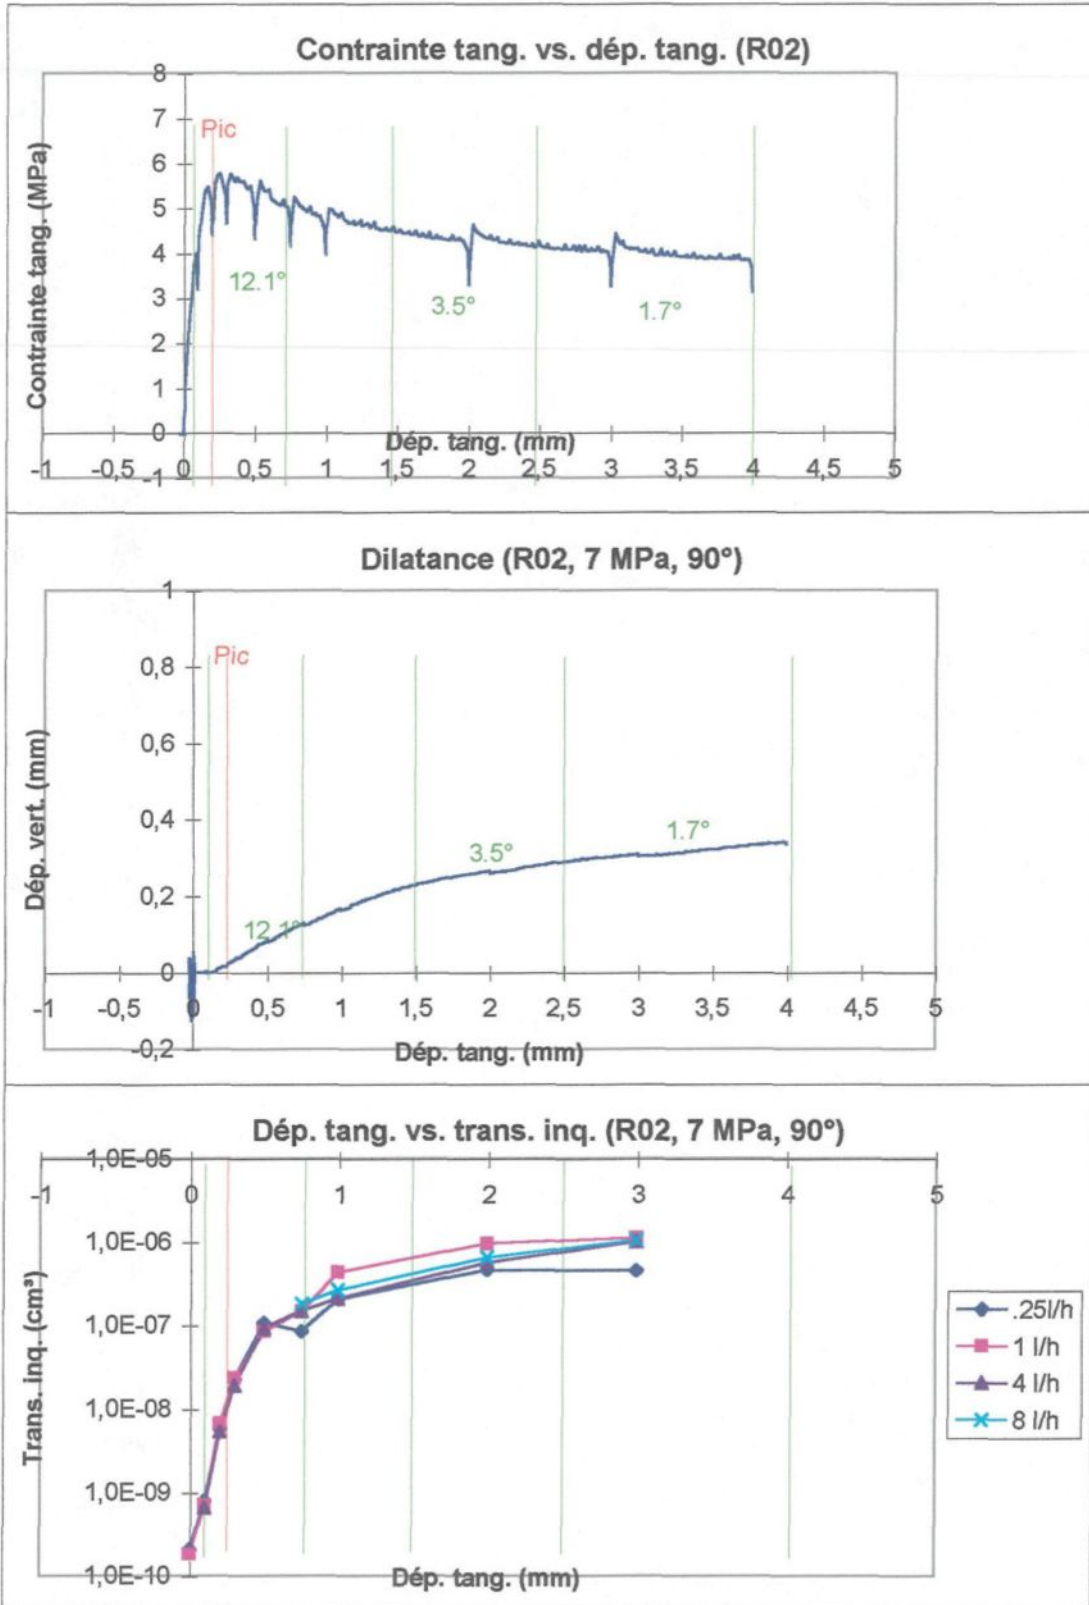 Contrainte tang. vs. dép. tang. (R02)
Contrainte tang. (MPa)
8
7
6
5
4
3
2
1
0
-1
Pic
12.1°
3.5°
1.7°
Dép. tang. (mm)
-1 -0,5 0 0,5 1 1,5 2 2,5 3 3,5 4 4,5 5
Dilatance (R02, 7 MPa, 90°)
Dép. vert. (mm)
1
0,8
0,6
0,4
0,2
0
-0,2
Pic
12.1°
3.5°
1.7°
-1 -0,5 0 0,5 1 1,5 2 2,5 3 3,5 4 4,5 5
Dép. tang. (mm)
Dép. tang. vs. trans. inq. (R02, 7 MPa, 90°)
Trans. inq. (cm³)
1,0E-05
1,0E-06
1,0E-07
1,0E-08
1,0E-09
1,0E-10
-1 0 1 2 3 4 5
Dép. tang. (mm)
.25l/h
1 l/h
4 l/h
8 l/h